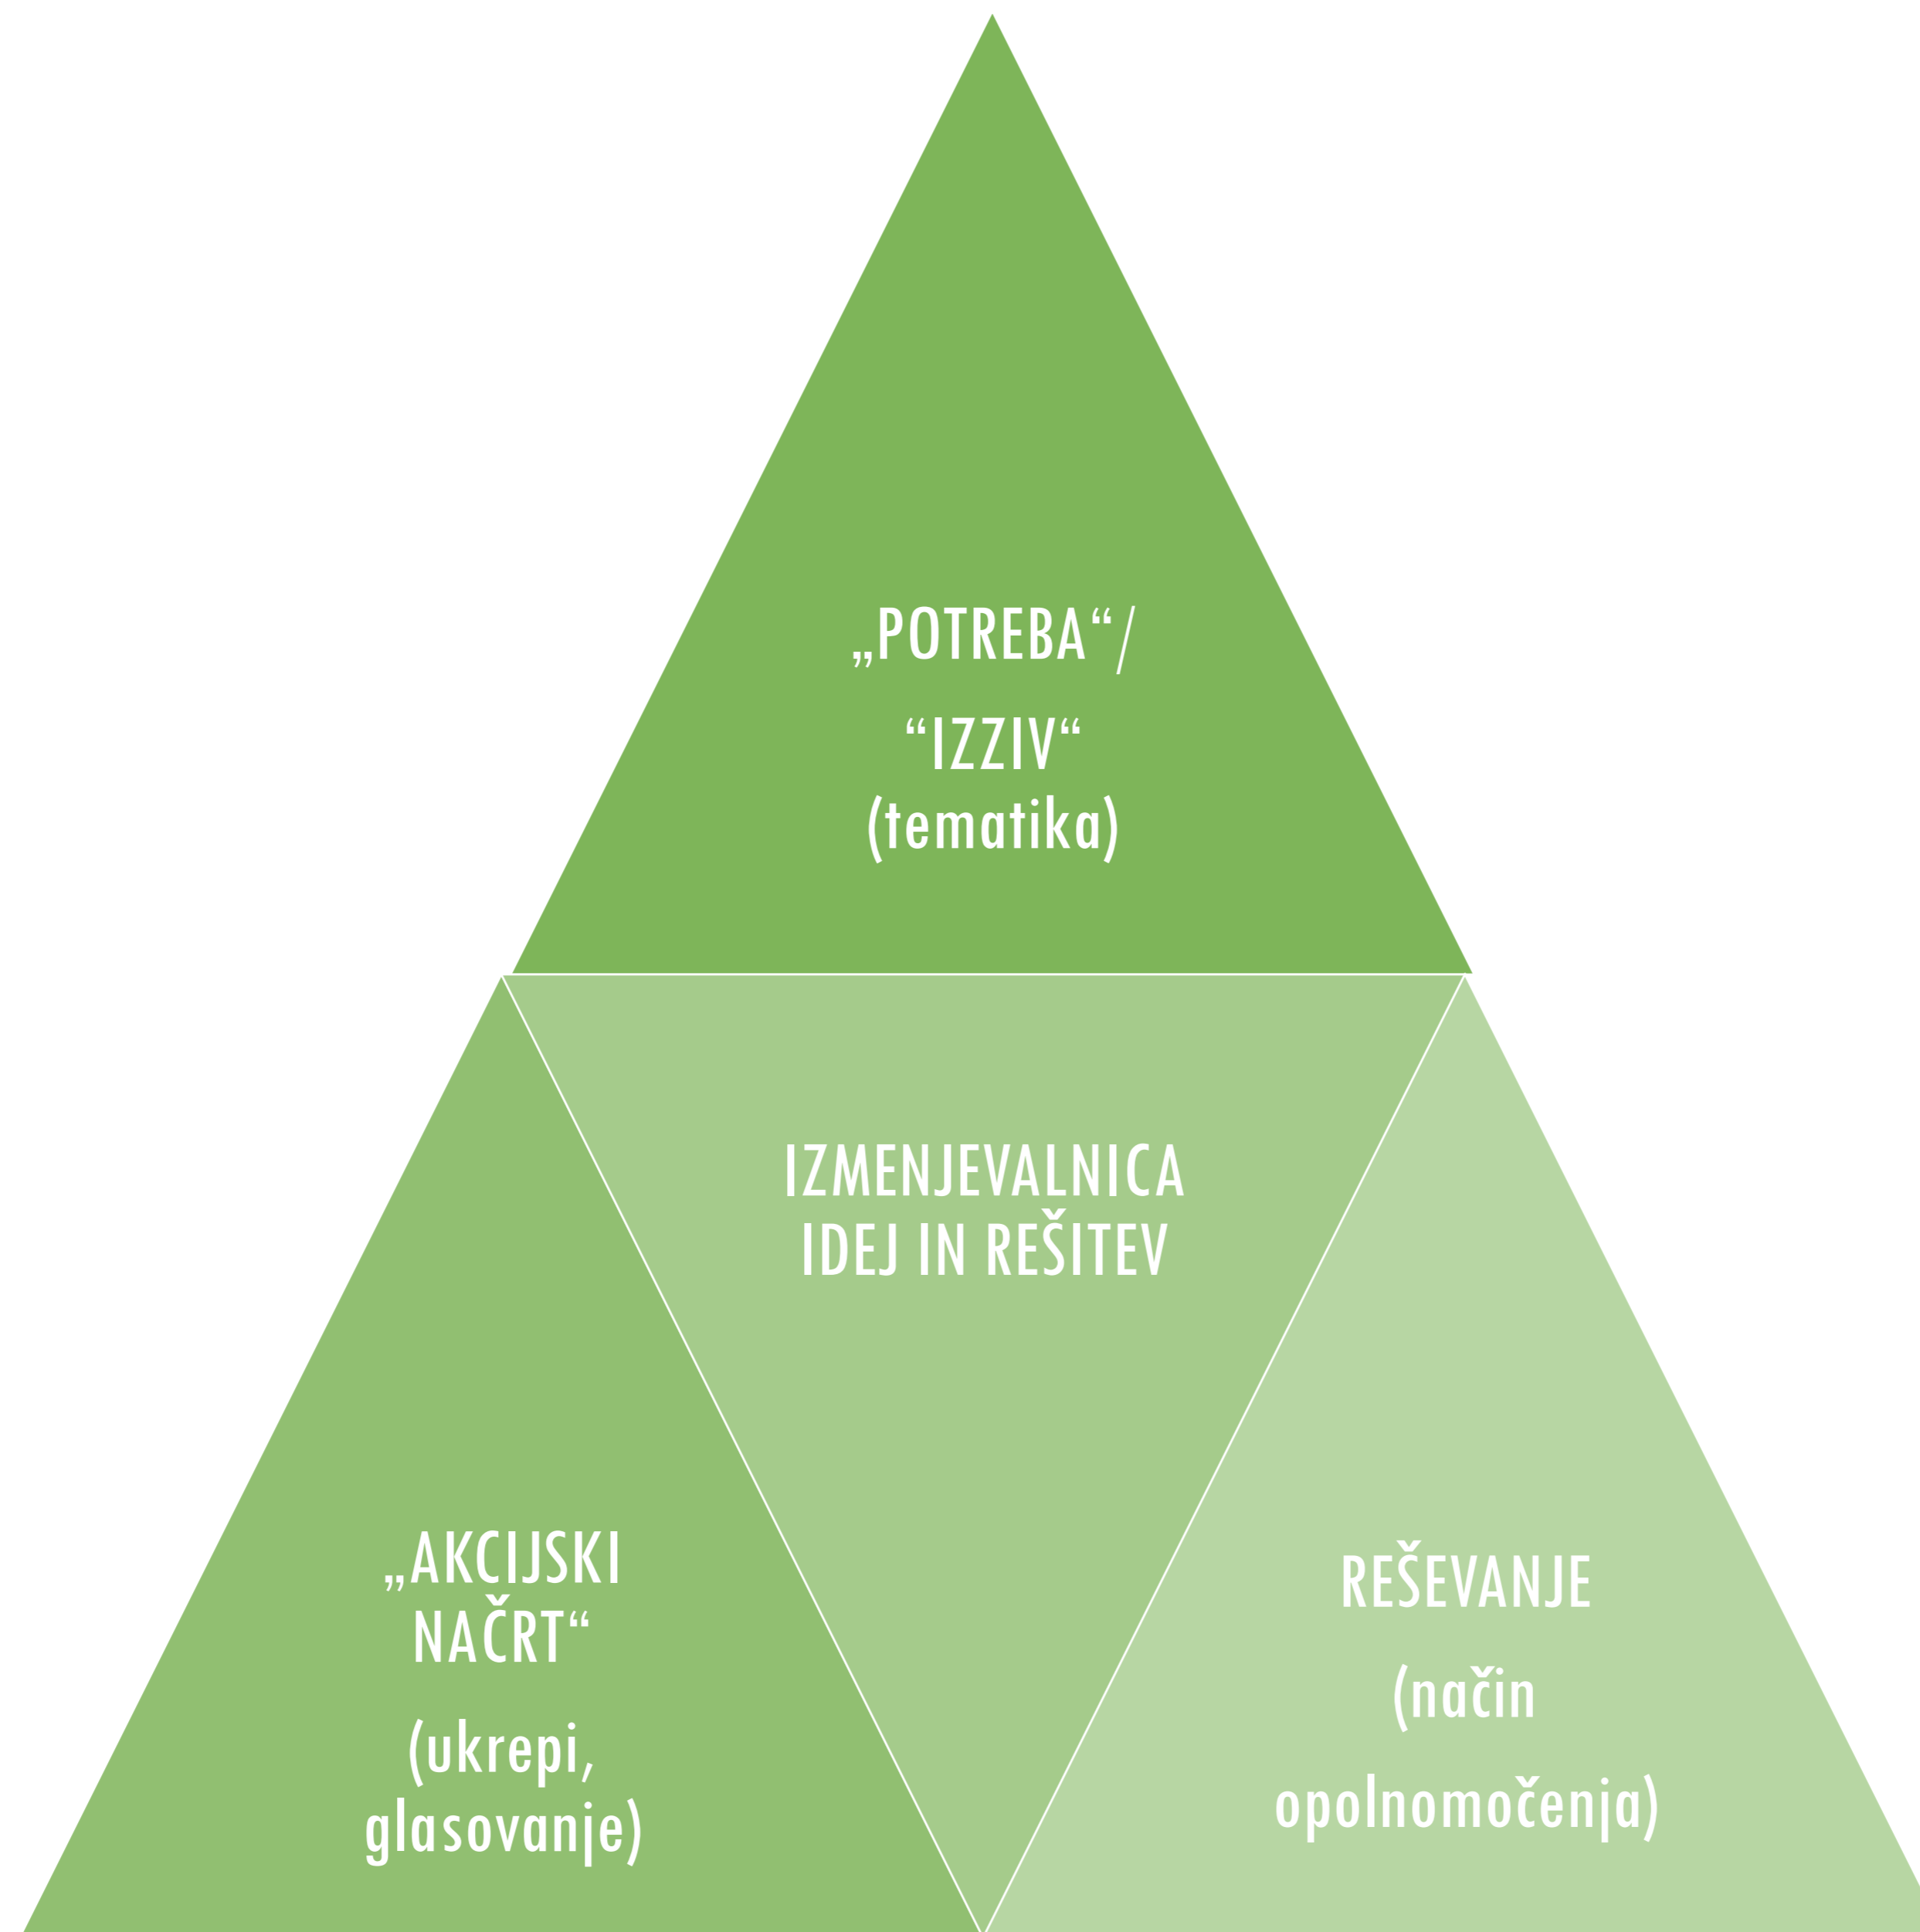 „POTREBA“/
“IZZIV“
(tematika)
IZMENJEVALNICA
IDEJ IN REŠITEV
„AKCIJSKI
NAČRT“
(ukrepi,
glasovanje)
REŠEVANJE
(način
opolnomočenja)